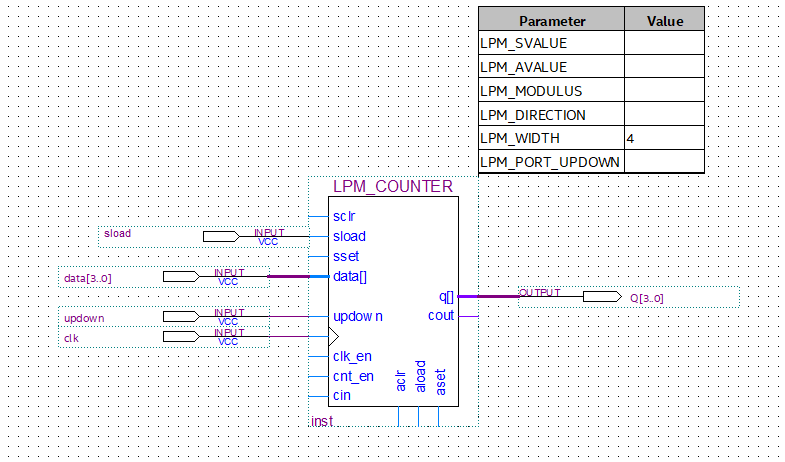 Parameter Value
LPM_SVALUE
LPM_AVALUE
LPM_MODULUS
LPM_DIRECTION
LPM_WIDTH 4
LPM_PORT_UPDOWN
LPM_COUNTER
sclr
sload INPUT VCC sload
sset
data[3..0] INPUT VCC data[]
q[] OUTPUT Q[3..0]
updown INPUT VCC updown cout
clk INPUT VCC
clk_en
cnt_en
cin
aclr aload aset
inst